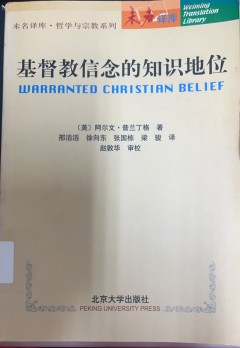 未名译库·哲学与宗教系列
未名译库
Weiming
Translation
Library
基督教信念的知识地位
WARRANTED CHRISTIAN BELIEF
（美）阿尔文·普兰丁格 著
邢滔滔 徐向东 张国栋 梁骏 译
赵敦华 审校
北京大学出版社
PEKING UNIVERSITY PRESS